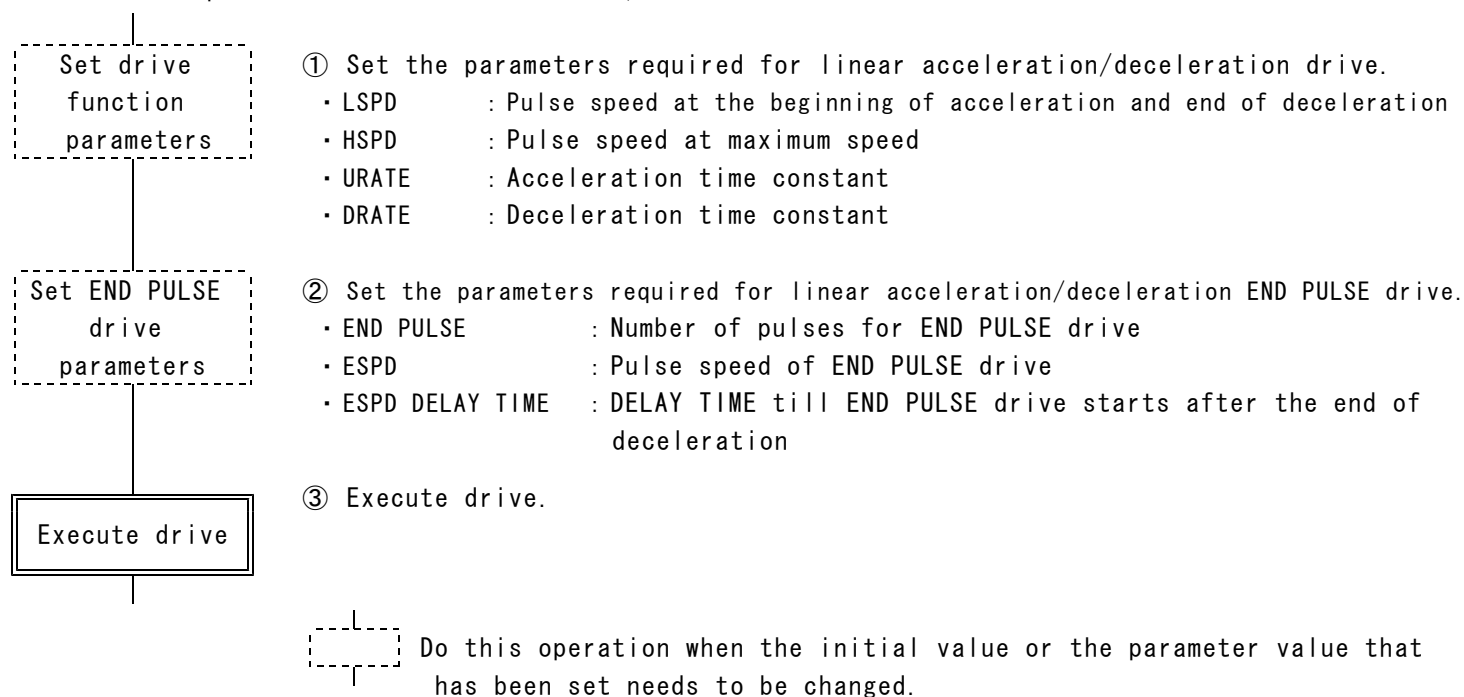 Set drive
function
parameters
① Set the parameters required for linear acceleration/deceleration drive.
・LSPD : Pulse speed at the beginning of acceleration and end of deceleration
・HSPD : Pulse speed at maximum speed
・URATE : Acceleration time constant
・DRATE : Deceleration time constant
Set END PULSE
drive
parameters
② Set the parameters required for linear acceleration/deceleration END PULSE drive.
・END PULSE : Number of pulses for END PULSE drive
・ESPD : Pulse speed of END PULSE drive
・ESPD DELAY TIME : DELAY TIME till END PULSE drive starts after the end of
deceleration
Execute drive
③ Execute drive.
Do this operation when the initial value or the parameter value that
has been set needs to be changed.